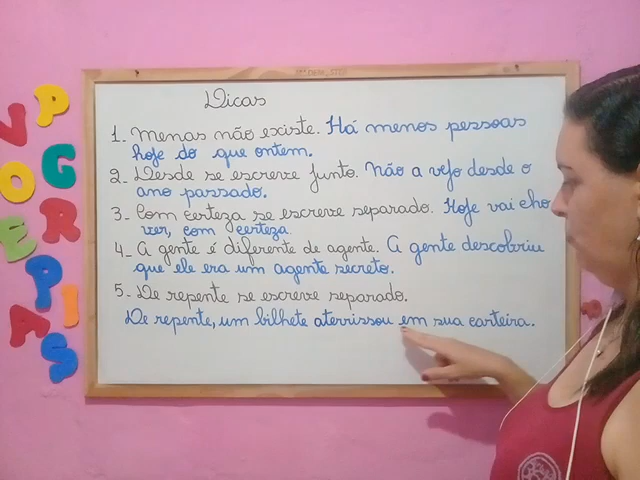 Dicas
1- Menas não existe. Há menos pessoas
hoje do que ontem.
2- Desde se escreve junto. Não a vejo desde o
ano passado.
3- Com certeza se escreve separado. Hoje vai cho
ver, com certeza.
4- A gente é diferente de agente. A gente descobriu
que ele era um agente secreto.
5- De repente se escreve separado.
De repente, um bilhete aterrissou em sua carteira.
V P
O G
E R
P I
A S